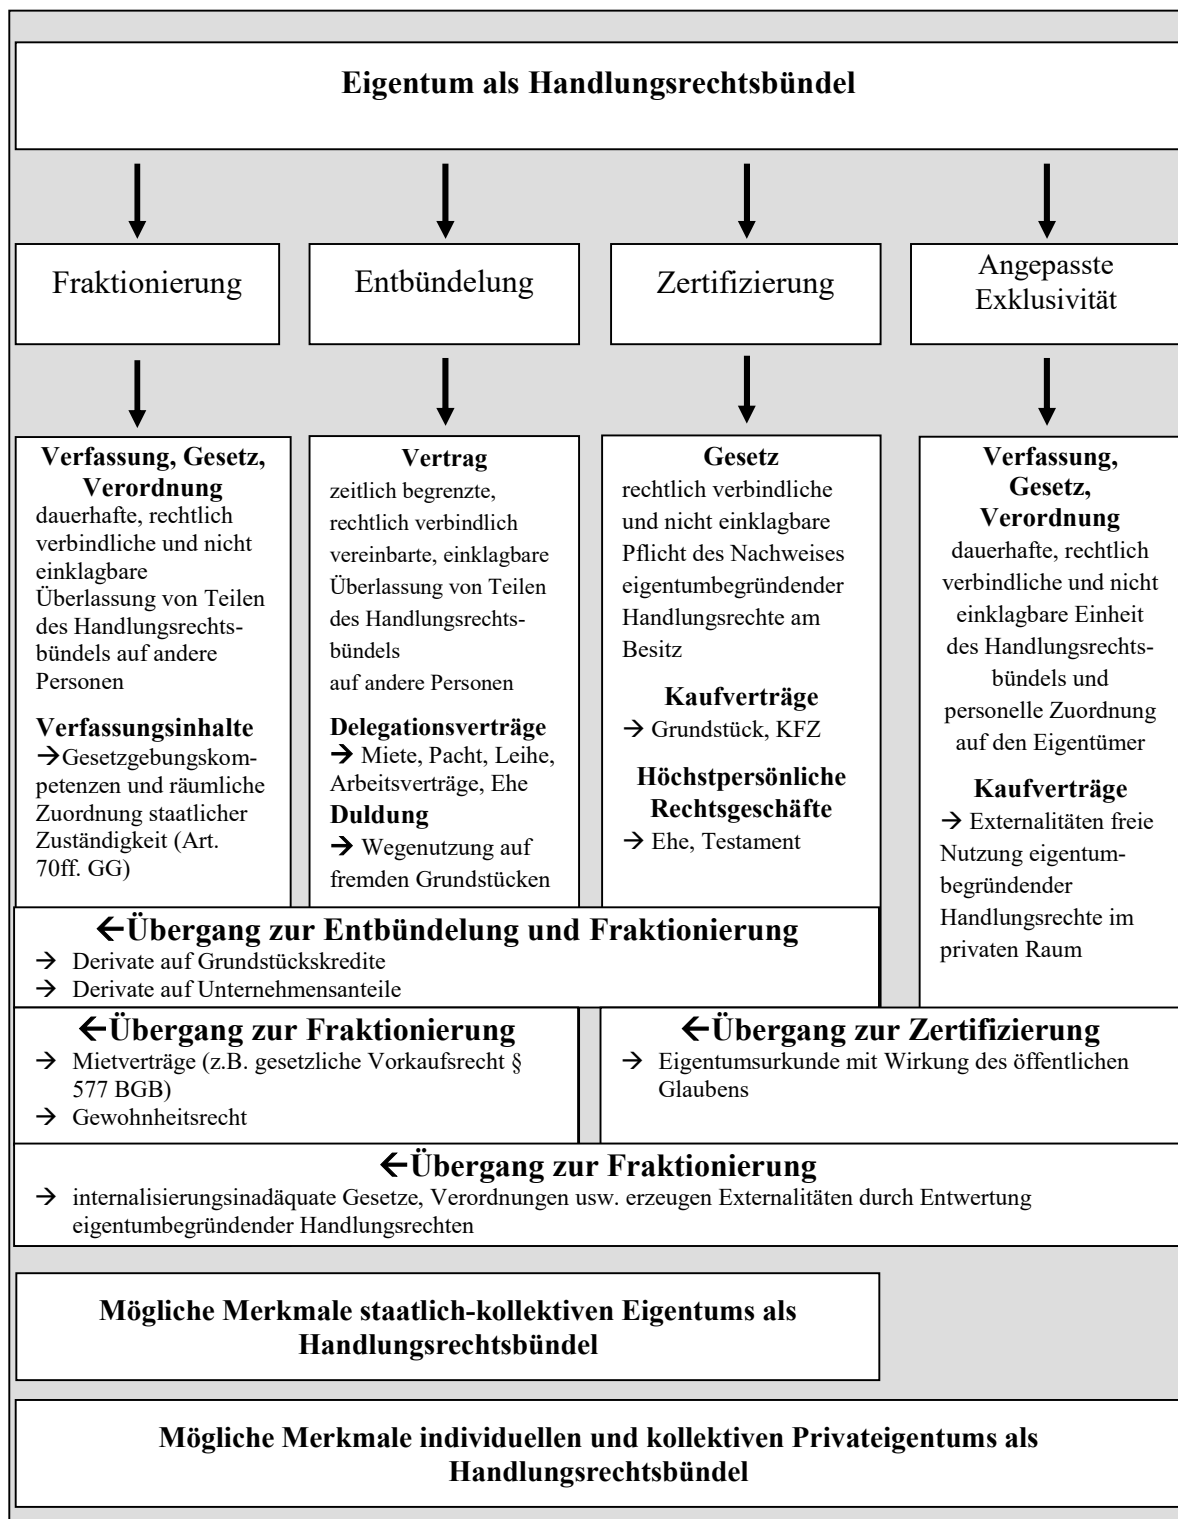 Eigentum als Handlungsrechtsbündel
Fraktionierung
Entbündelung
Zertifizierung
Angepasste
Exklusivität
Verfassung, Gesetz,
Verordnung
dauerhafte, rechtlich
verbindliche und nicht
einklagbare
Überlassung von Teilen
des Handlungsrechts-
bündels auf andere
Personen
Verfassungsinhalte
→Gesetzgebungskom-
petenzen und räumliche
Zuordnung staatlicher
Zuständigkeit (Art.
70ff. GG)
Vertrag
zeitlich begrenzte,
rechtlich verbindlich
vereinbarte, einklagbare
Überlassung von Teilen
des Handlungsrechts-
bündels
auf andere Personen
Delegationsverträge
→ Miete, Pacht, Leihe,
Arbeitsverträge, Ehe
Duldung
→ Wegenutzung auf
fremden Grundstücken
Gesetz
rechtlich verbindliche
und nicht einklagbare
Pflicht des Nachweises
eigentumbegründender
Handlungsrechte am
Besitz
Kaufverträge
→ Grundstück, KFZ
Höchstpersönliche
Rechtsgeschäfte
→ Ehe, Testament
Verfassung,
Gesetz,
Verordnung
dauerhafte, rechtlich
verbindliche und nicht
einklagbare Einheit
des Handlungsrechts-
bündels und
personelle Zuordnung
auf den Eigentümer
Kaufverträge
→ Externalitäten freie
Nutzung eigentum-
begründender
Handlungsrechte im
privaten Raum
←Übergang zur Entbündelung und Fraktionierung
→ Derivate auf Grundstückskredite
→ Derivate auf Unternehmensanteile
←Übergang zur Fraktionierung
→ Mietverträge (z.B. gesetzliche Vorkaufsrecht §
577 BGB)
→ Gewohnheitsrecht
←Übergang zur Zertifizierung
→ Eigentumsurkunde mit Wirkung des öffentlichen
Glaubens
←Übergang zur Fraktionierung
→ internalisierungsinadäquate Gesetze, Verordnungen usw. erzeugen Externalitäten durch Entwertung
eigentumbegründender Handlungsrechten
Mögliche Merkmale staatlich-kollektiven Eigentums als
Handlungsrechtsbündel
Mögliche Merkmale individuellen und kollektiven Privateigentums als
Handlungsrechtsbündel